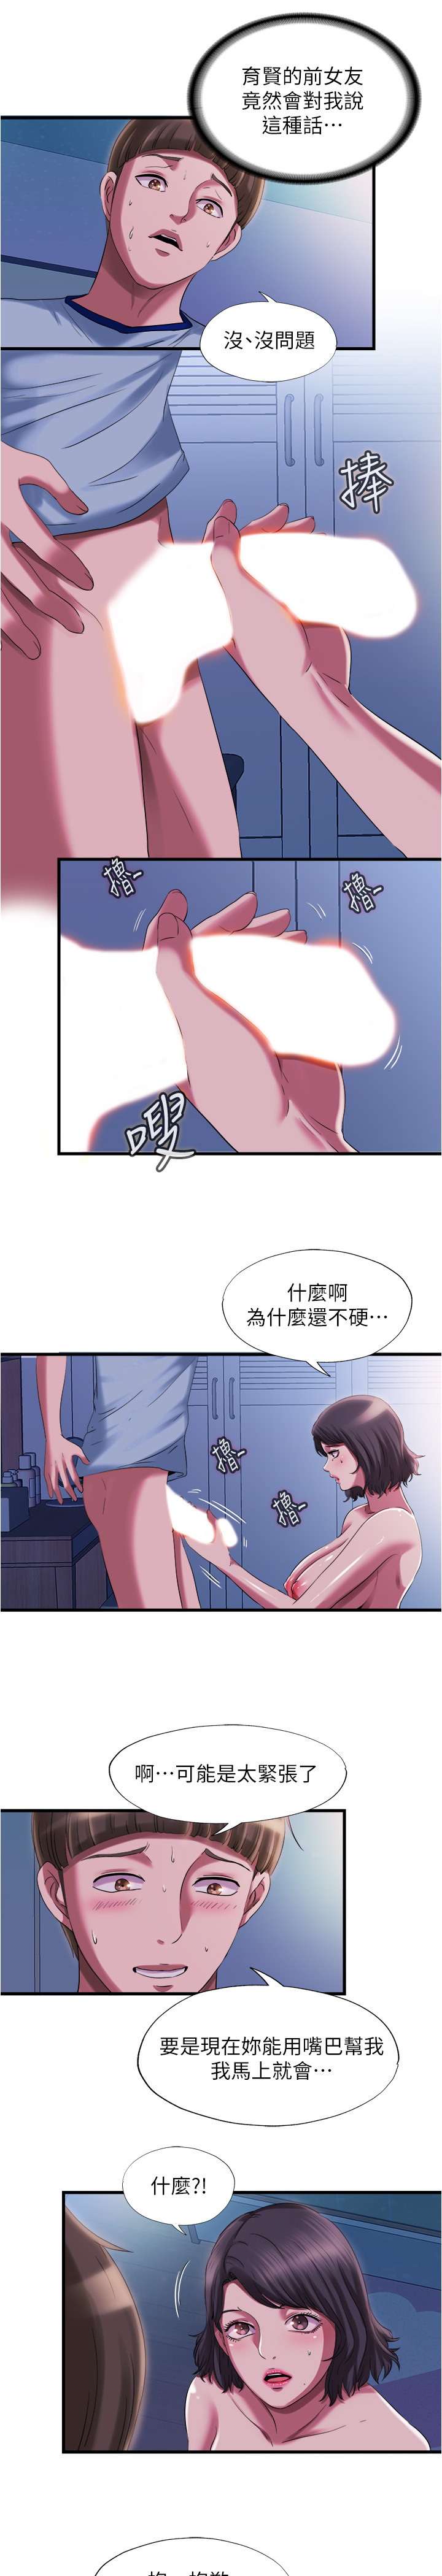 育賢的前女友
竟然會對我說
這種話⋯
沒、沒問題
捧
擼-
擼-
嗖
什麼啊
為什麼還不硬⋯
擼-
擼-
啊⋯可能是太緊張了
要是現在妳能用嘴巴幫我
我馬上就會⋯
什麼?!